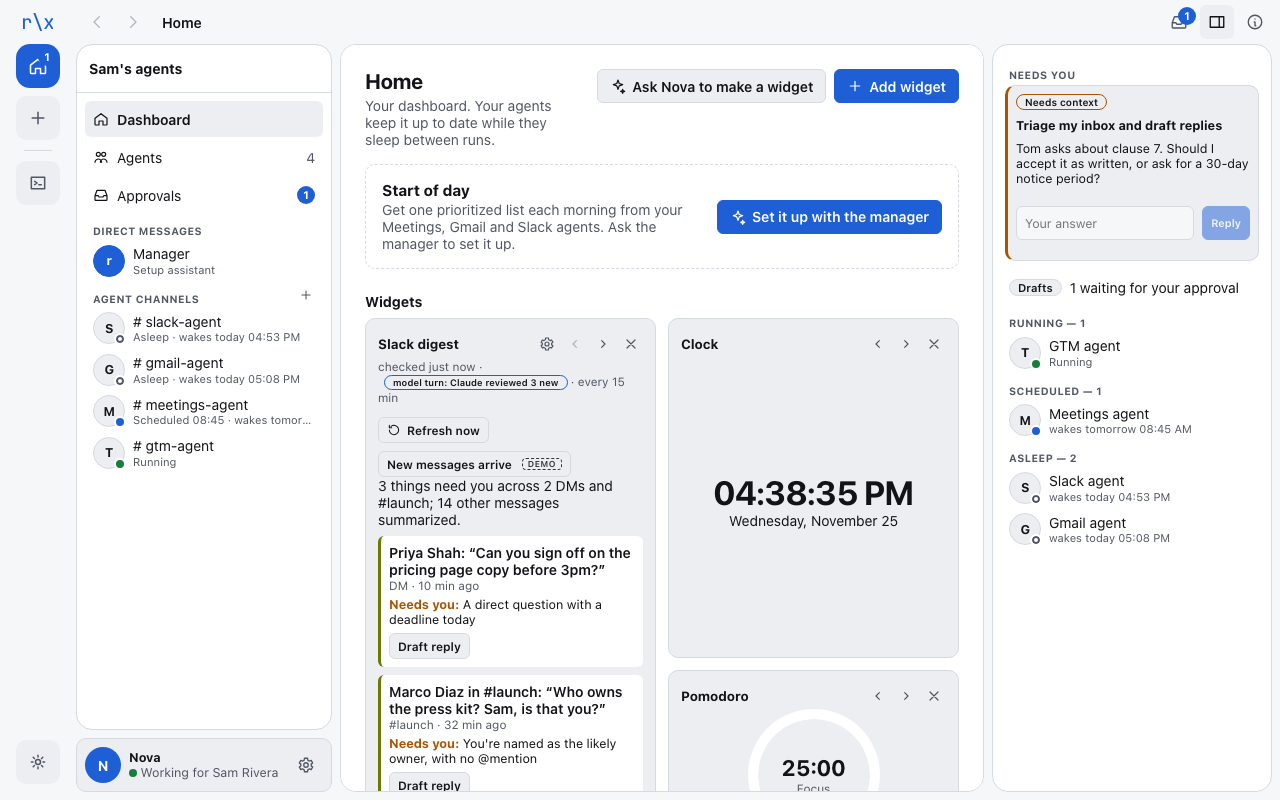 r\x
Home
1
1
Sam's agents
Dashboard
Agents
4
Approvals
1
DIRECT MESSAGES
r
Manager
Setup assistant
AGENT CHANNELS
S
# slack-agent
Asleep · wakes today 04:53 PM
G
# gmail-agent
Asleep · wakes today 05:08 PM
M
# meetings-agent
Scheduled 08:45 · wakes tomor...
T
# gtm-agent
Running
N
Nova
Working for Sam Rivera
Home
Your dashboard. Your agents
keep it up to date while they
sleep between runs.
Ask Nova to make a widget
Add widget
Start of day
Get one prioritized list each morning from your
Meetings, Gmail and Slack agents. Ask the
manager to set it up.
Set it up with the manager
Widgets
Slack digest
checked just now ·
model turn: Claude reviewed 3 new · every 15
min
Refresh now
New messages arrive DEMO
3 things need you across 2 DMs and
#launch; 14 other messages
summarized.
Priya Shah: “Can you sign off on the
pricing page copy before 3pm?”
DM · 10 min ago
Needs you: A direct question with a
deadline today
Draft reply
Marco Diaz in #launch: “Who owns
the press kit? Sam, is that you?”
#launch · 32 min ago
Needs you: You're named as the likely
owner, with no @mention
Draft reply
Clock
04:38:35 PM
Wednesday, November 25
Pomodoro
25:00
Focus
NEEDS YOU
Needs context
Triage my inbox and draft replies
Tom asks about clause 7. Should I
accept it as written, or ask for a 30-day
notice period?
Your answer
Reply
Drafts 1 waiting for your approval
RUNNING — 1
T
GTM agent
Running
SCHEDULED — 1
M
Meetings agent
wakes tomorrow 08:45 AM
ASLEEP — 2
S
Slack agent
wakes today 04:53 PM
G
Gmail agent
wakes today 05:08 PM